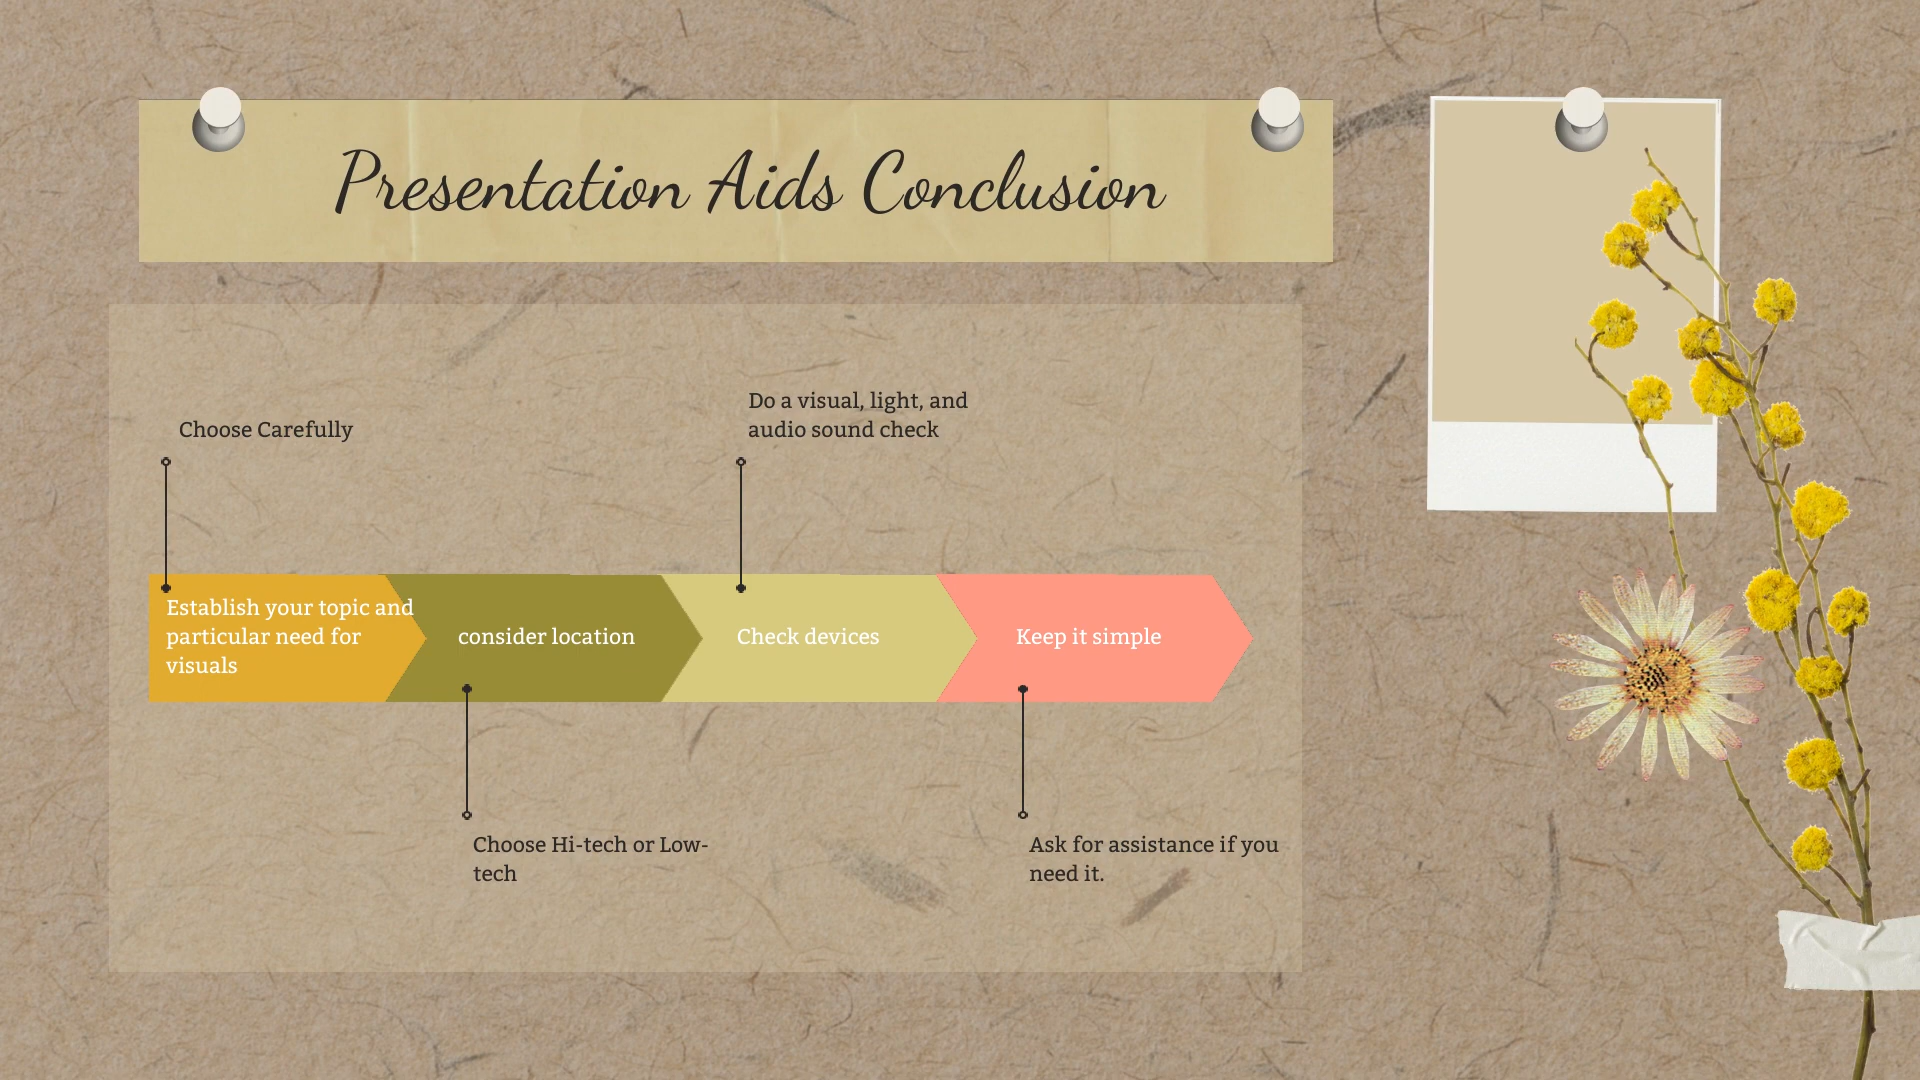 Presentation Aids Conclusion
Choose Carefully
Do a visual, light, and
audio sound check
Establish your topic and
particular need for
visuals
consider location
Check devices
Keep it simple
Choose Hi-tech or Low-
tech
Ask for assistance if you
need it.